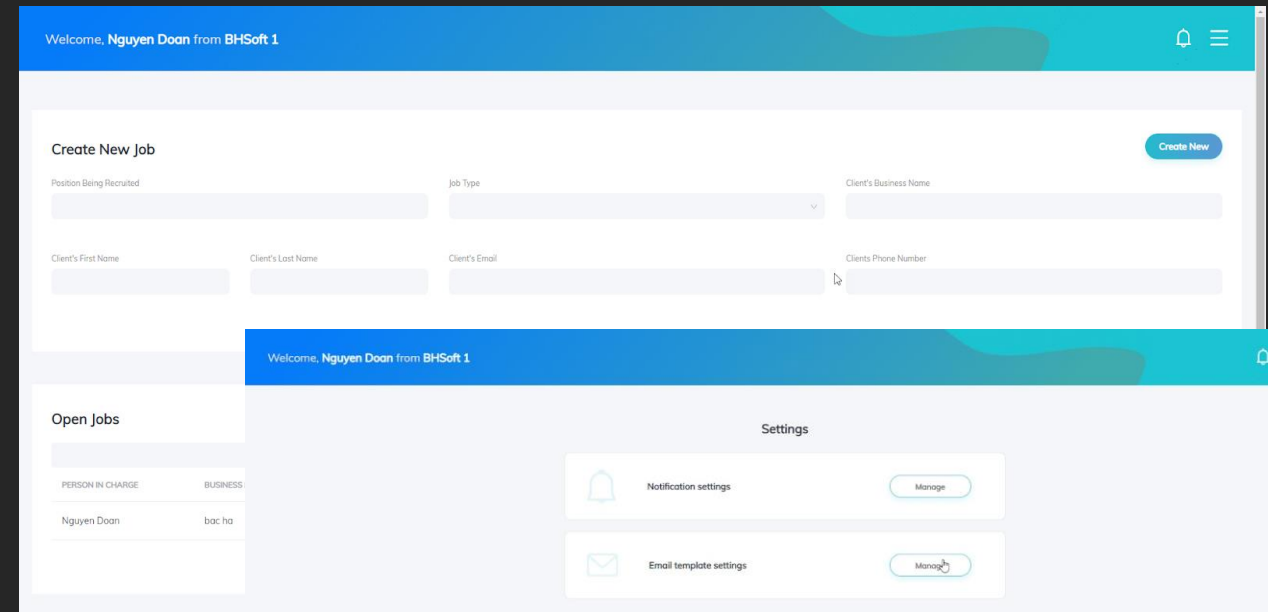 Welcome, Nguyen Doan from BHSoft 1
Create New Job
Create New
Position Being Recruited
Job Type
Client's Business Name
Client's First Name
Client's Last Name
Client's Email
Clients Phone Number
Welcome, Nguyen Doan from BHSoft 1
Open Jobs
PERSON IN CHARGE
BUSINESS
Nguyen Doan
bac ha
Settings
Notification settings
Manage
Email template settings
Manage